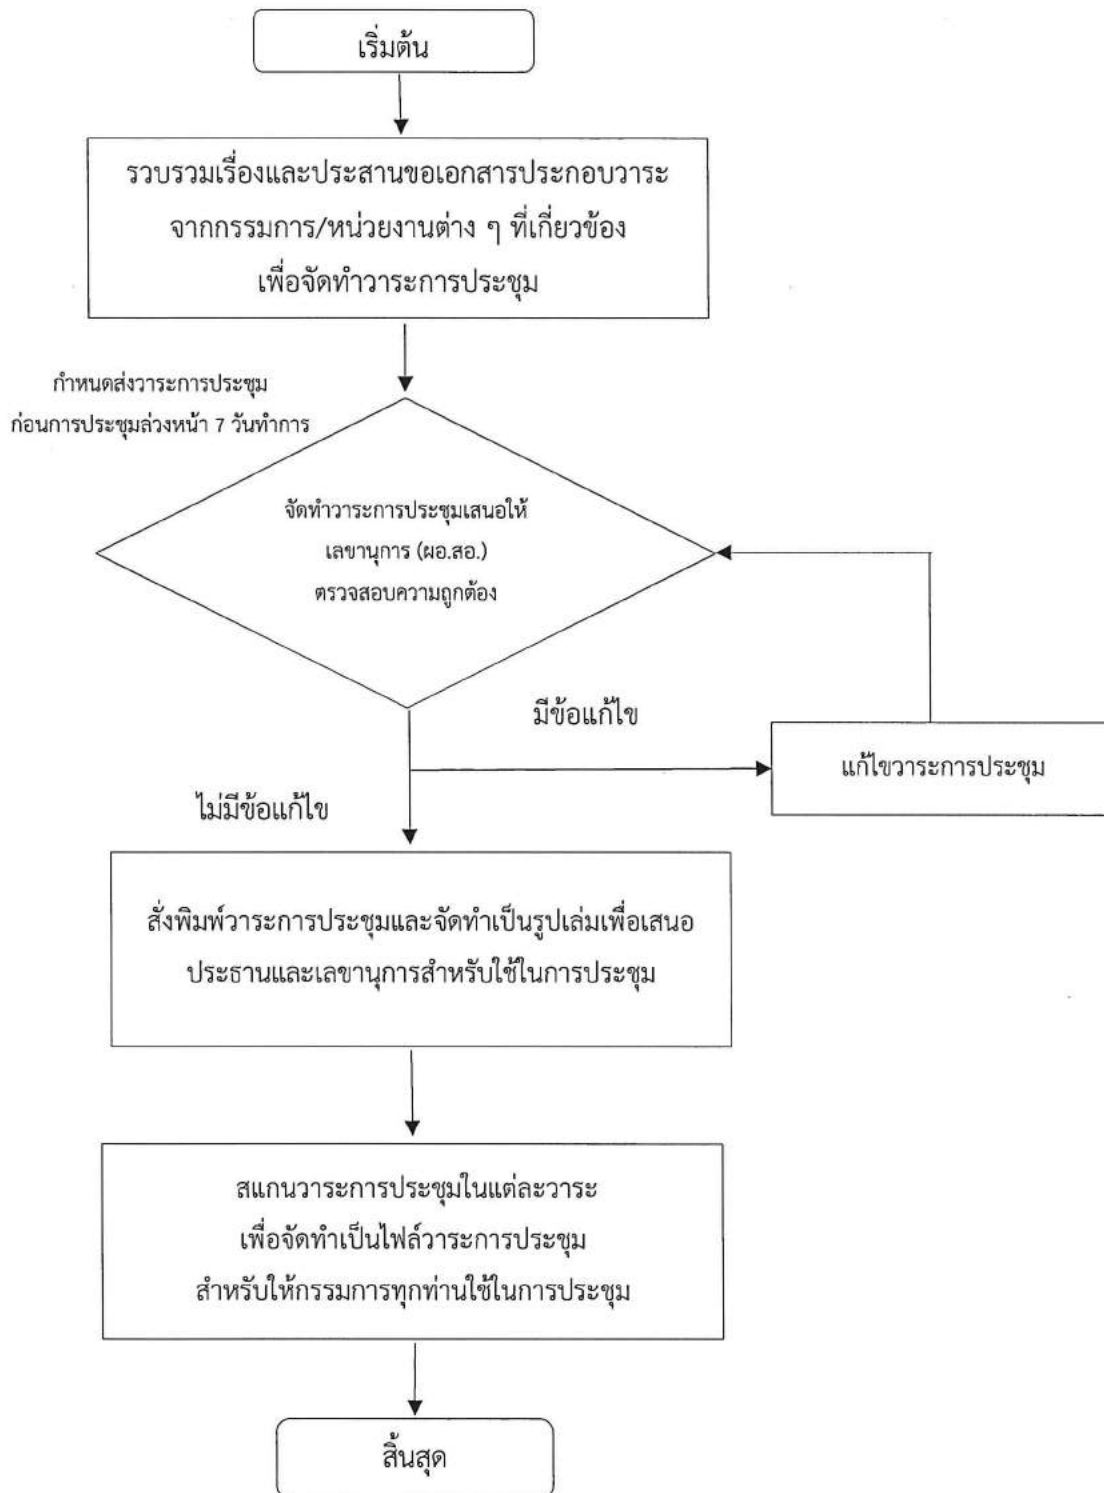 เริ่มต้น
รวบรวมเรื่องและประสานขอเอกสารประกอบวาระ
จากกรรมการ/หน่วยงานต่าง ๆ ที่เกี่ยวข้อง
เพื่อจัดทำวาระการประชุม
กำหนดส่งวาระการประชุม
ก่อนการประชุมล่วงหน้า 7 วันทำการ
จัดทำวาระการประชุมเสนอให้
เลขานุการ (ผอ.สอ.)
ตรวจสอบความถูกต้อง
มีข้อแก้ไข
แก้ไขวาระการประชุม
ไม่มีข้อแก้ไข
สั่งพิมพ์วาระการประชุมและจัดทำเป็นรูปเล่มเพื่อเสนอ
ประธานและเลขานุการสำหรับใช้ในการประชุม
สแกนวาระการประชุมในแต่ละวาระ
เพื่อจัดทำเป็นไฟล์วาระการประชุม
สำหรับให้กรรมการทุกท่านใช้ในการประชุม
สิ้นสุด